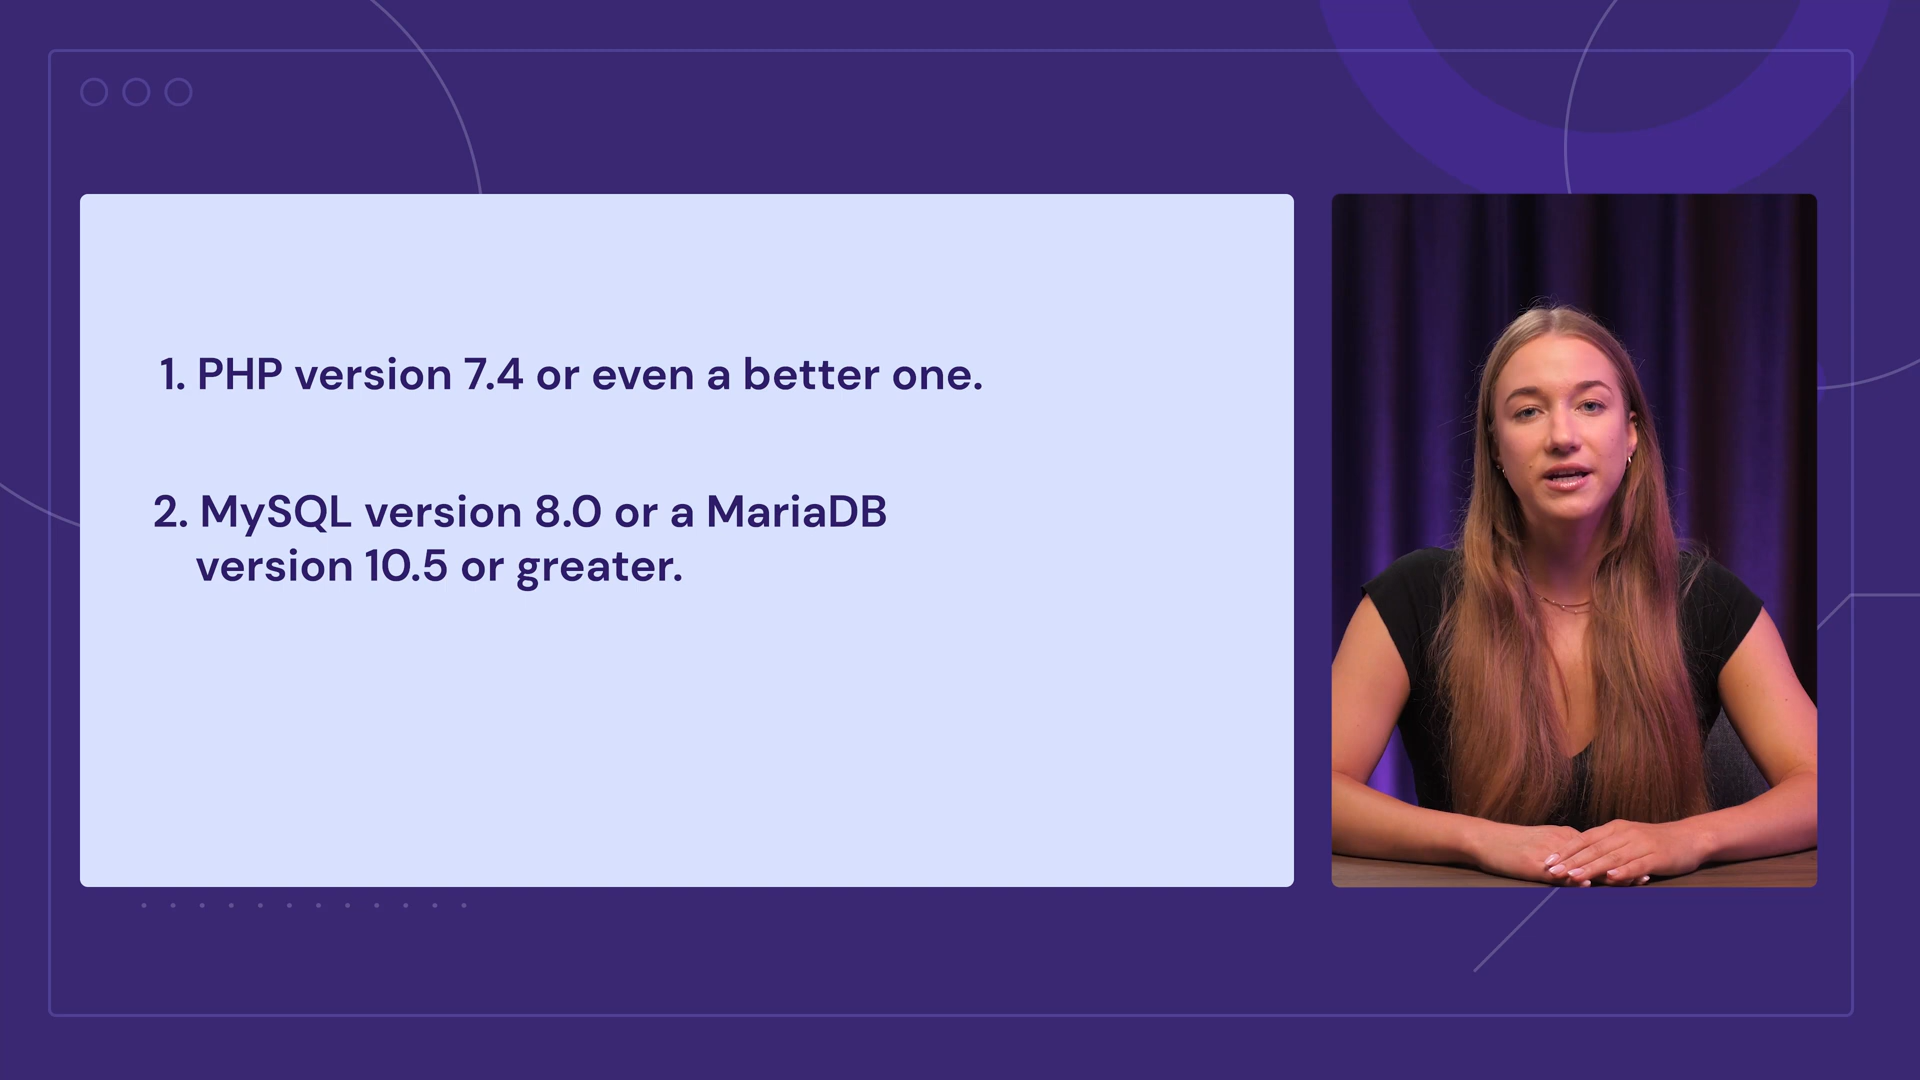 1. PHP version 7.4 or even a better one.
2. MySQL version 8.0 or a MariaDB
version 10.5 or greater.